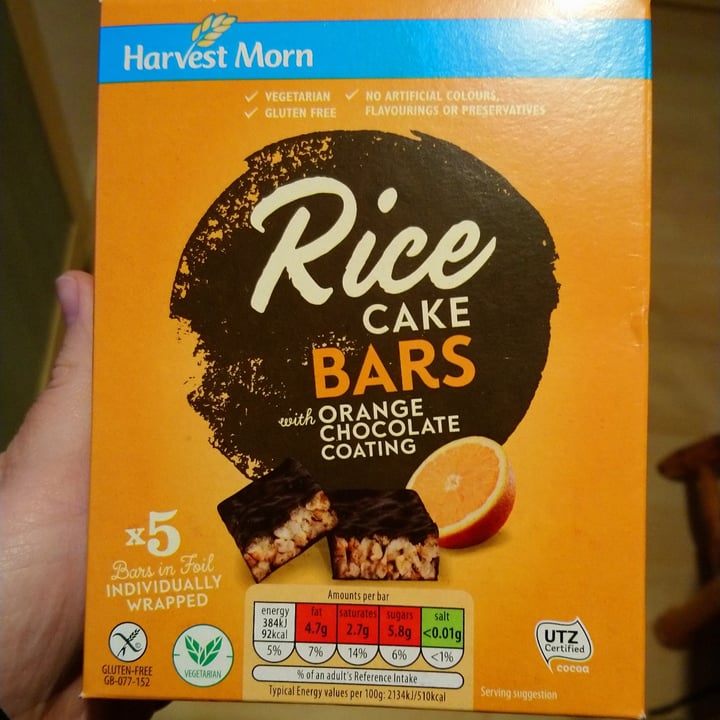 Harvest Morn
✓ VEGETARIAN ✓ NO ARTIFICIAL COLOURS,
✓ GLUTEN FREE FLAVOURINGS OR PRESERVATIVES
Rice
CAKE
BARS
with ORANGE
CHOCOLATE
COATING
x5
Bars in Foil
INDIVIDUALLY
WRAPPED
GLUTEN-FREE
GB-077-152
VEGETARIAN
Amounts per bar
energy fat saturates sugars salt
384kJ 4.7g 2.7g 5.8g <0.01g
92kcal
5% 7% 14% 6% <1%
% of an adult's Reference Intake
Typical Energy values per 100g: 2134kJ/510kcal
UTZ
Certified
cocoa
Serving suggestion